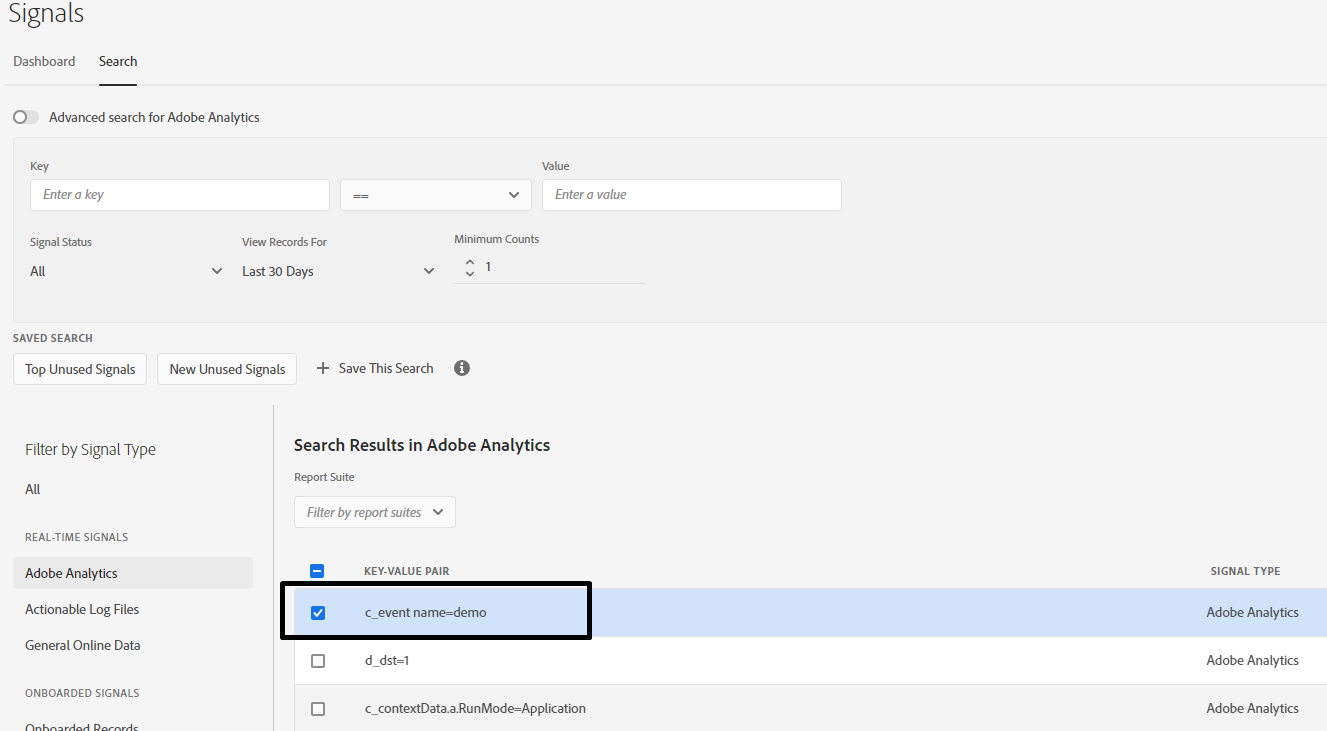 Signals
Dashboard Search
Advanced search for Adobe Analytics
Key Value
Enter a key == Enter a value
Signal Status View Records For Minimum Counts
All Last 30 Days 1
SAVED SEARCH
Top Unused Signals New Unused Signals + Save This Search
Filter by Signal Type
All
REAL-TIME SIGNALS
Adobe Analytics
Actionable Log Files
General Online Data
ONBOARDED SIGNALS
Onboarded Records
Search Results in Adobe Analytics
Report Suite
Filter by report suites
KEY-VALUE PAIR SIGNAL TYPE
c_event name=demo Adobe Analytics
d_dst=1 Adobe Analytics
c_contextData.a.RunMode=Application Adobe Analytics